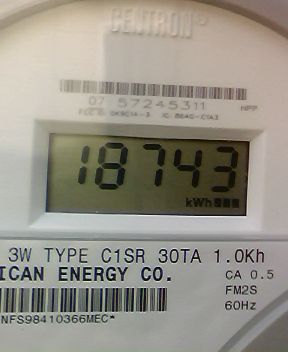 CENTRON®
07 57245311
HPP
18743
kWh
3W TYPE C1SR 30TA 1.0Kh
ICAN ENERGY CO.
CA 0.5
FM2S
60Hz
NFS98410366MEC*